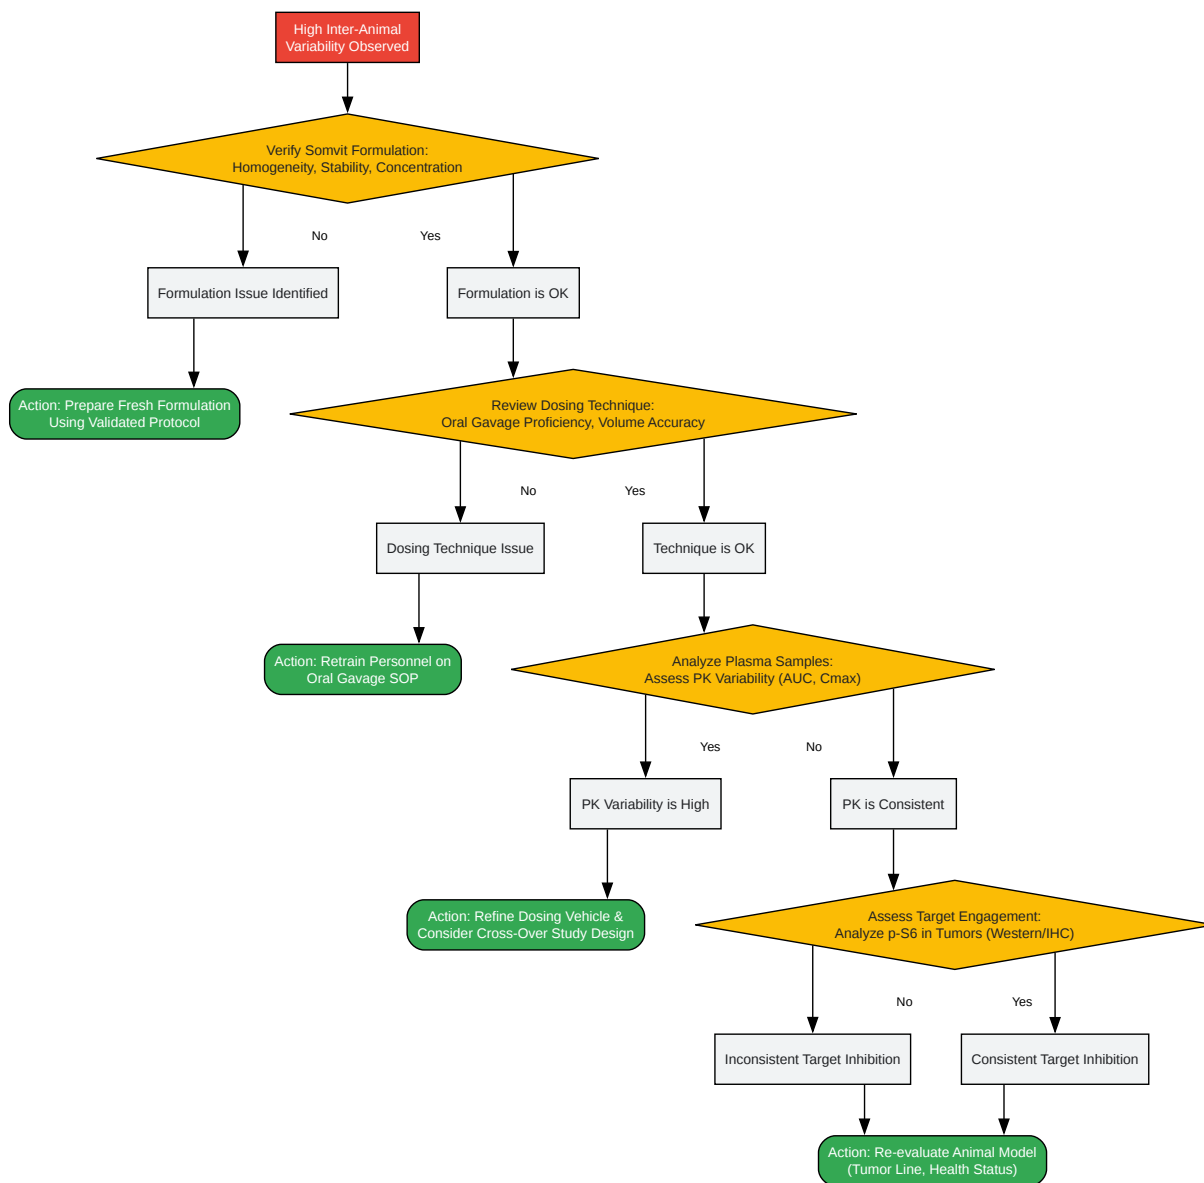 High Inter-Animal
Variability Observed
Verify Somvit Formulation:
Homogeneity, Stability, Concentration
No
Yes
Formulation Issue Identified
Formulation is OK
Action: Prepare Fresh Formulation
Using Validated Protocol
Review Dosing Technique:
Oral Gavage Proficiency, Volume Accuracy
No
Yes
Dosing Technique Issue
Technique is OK
Action: Retrain Personnel on
Oral Gavage SOP
Analyze Plasma Samples:
Assess PK Variability (AUC, Cmax)
Yes
No
PK Variability is High
PK is Consistent
Action: Refine Dosing Vehicle &
Consider Cross-Over Study Design
Assess Target Engagement:
Analyze p-S6 in Tumors (Western/IHC)
No
Yes
Inconsistent Target Inhibition
Consistent Target Inhibition
Action: Re-evaluate Animal Model
(Tumor Line, Health Status)